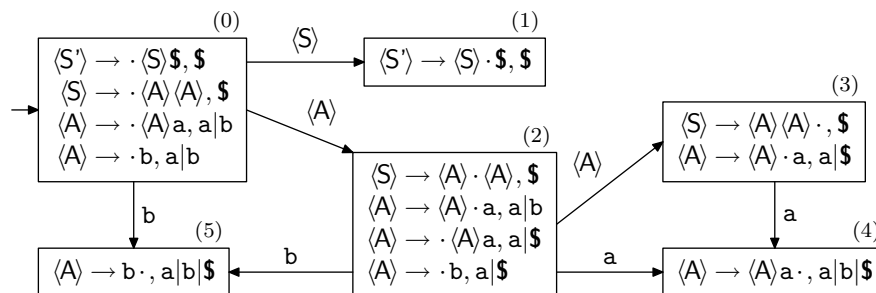 (0)
⟨S'⟩ → · ⟨S⟩$, $
⟨S⟩ → · ⟨A⟩⟨A⟩, $
⟨A⟩ → · ⟨A⟩a, a|b
⟨A⟩ → · b, a|b
⟨S⟩
(1)
⟨S'⟩ → ⟨S⟩ · $, $
⟨A⟩
(2)
⟨S⟩ → ⟨A⟩ · ⟨A⟩, $
⟨A⟩ → ⟨A⟩ · a, a|b
⟨A⟩ → · ⟨A⟩a, a|$
⟨A⟩ → · b, a|$
⟨A⟩
(3)
⟨S⟩ → ⟨A⟩⟨A⟩ ·, $
⟨A⟩ → ⟨A⟩ · a, a|$
b
(5)
⟨A⟩ → b ·, a|b|$
b
a
a
(4)
⟨A⟩ → ⟨A⟩a ·, a|b|$